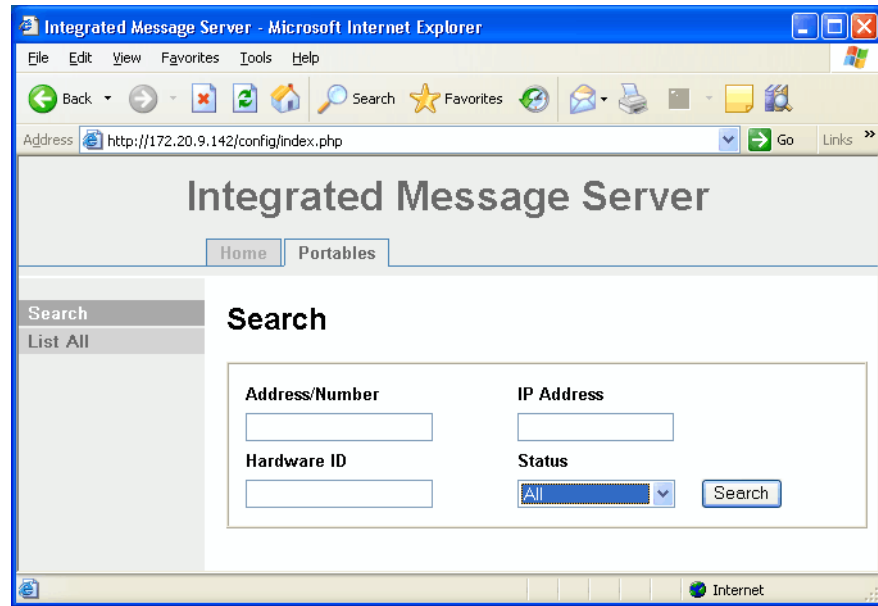 Integrated Message Server - Microsoft Internet Explorer
File Edit View Favorites Tools Help
Back Search Favorites
Address http://172.20.9.142/config/index.php Go Links »
Integrated Message Server
Home Portables
Search
List All
Search
Address/Number IP Address
Hardware ID Status
All Search
Internet